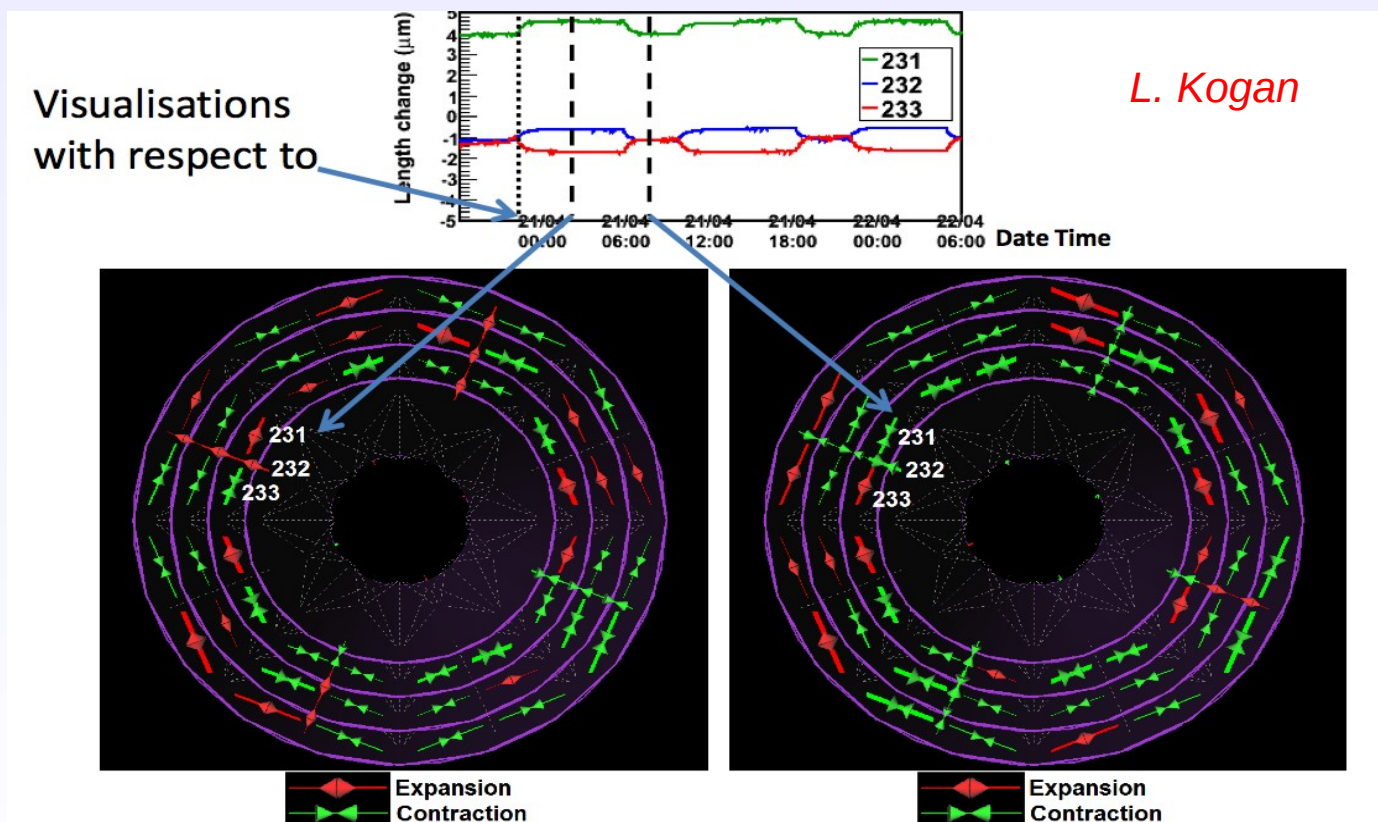 5
4
3
2
1
0
-1
-2
-3
-4
-5
Length change (μm)
231
232
233
L. Kogan
Visualisations
with respect to
21/04 21/04 21/04 21/04 22/04 22/04
00:00 06:00 12:00 18:00 00:00 06:00
Date Time
231
232
233
231
232
233
Expansion
Contraction
Expansion
Contraction